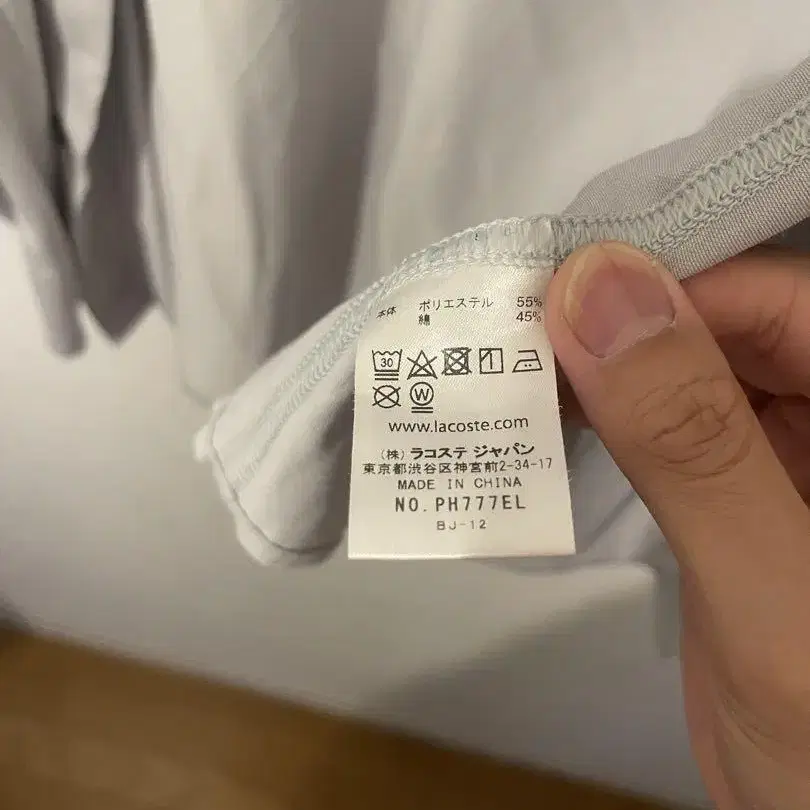 本体 ポリエステル 55%
綿 45%
30
W
www.lacoste.com
(株) ラコステ ジャパン
東京都渋谷区神宮前2-34-17
MADE IN CHINA
NO. PH777EL
BJ-12